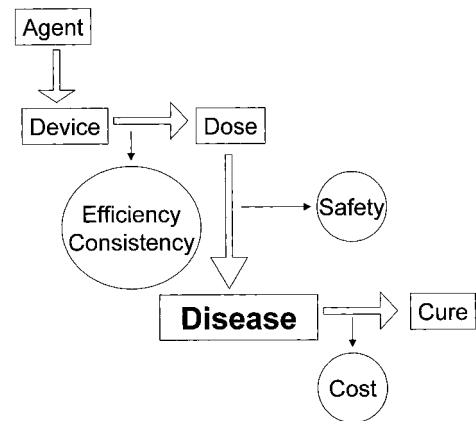 Agent
Device
Dose
Efficiency
Consistency
Safety
Disease
Cure
Cost